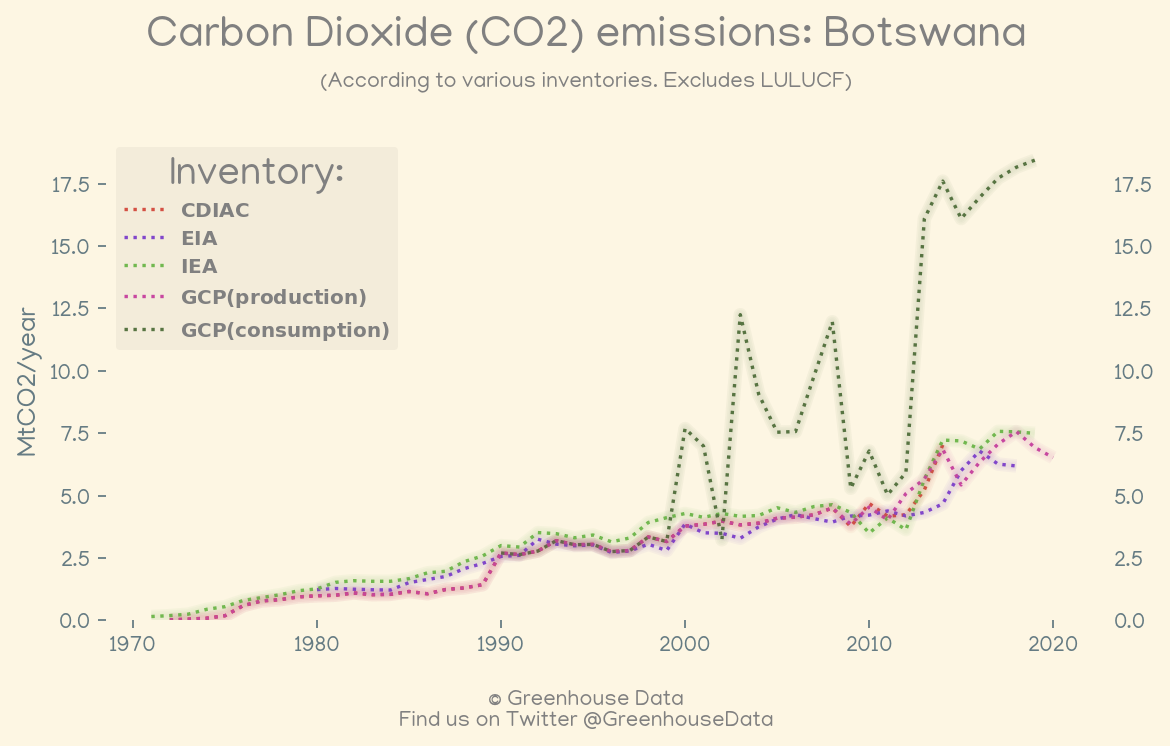 Carbon Dioxide (CO2) emissions: Botswana
(According to various inventories. Excludes LULUCF)
Inventory:
CDIAC
EIA
IEA
GCP(production)
GCP(consumption)
MtCO2/year
17.5
15.0
12.5
10.0
7.5
5.0
2.5
0.0
17.5
15.0
12.5
10.0
7.5
5.0
2.5
0.0
1970 1980 1990 2000 2010 2020
© Greenhouse Data
Find us on Twitter @GreenhouseData